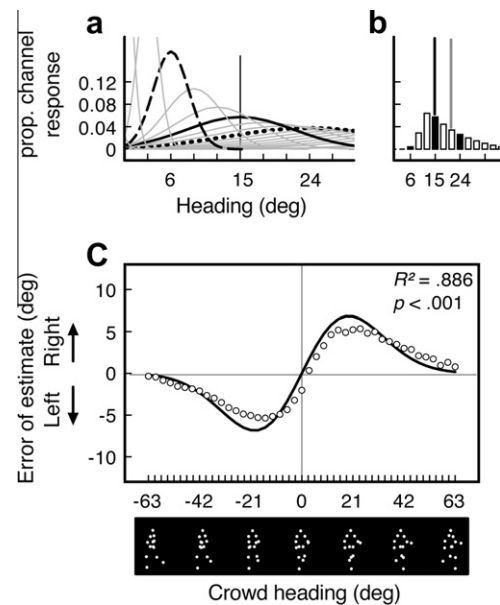 a
b
prop. channel
response
0.12
0.08
0.04
0
6 15 24
Heading (deg)
6 15 24
C
R² = .886
p < .001
Error of estimate (deg)
Left Right
10
5
0
-5
-10
-63 -42 -21 0 21 42 63
Crowd heading (deg)